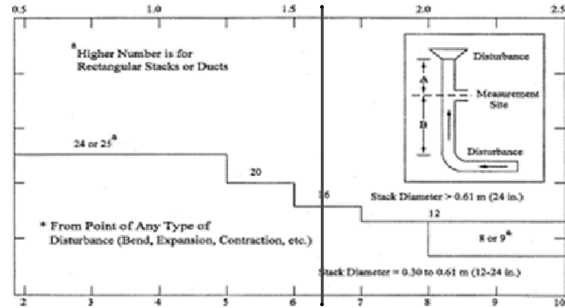 0.5 1.0 1.5 2.0 2.5
a Higher Number is for
Rectangular Stacks or Ducts
Disturbance
A
Measurement
Site
B
Disturbance
24 or 25 a
20
16
Stack Diameter > 0.61 m (24 in.)
12
* From Point of Any Type of
Disturbance (Bend, Expansion, Contraction, etc.)
8 or 9 a
Stack Diameter = 0.30 to 0.61 m (12-24 in.)
2 3 4 5 6 7 8 9 10